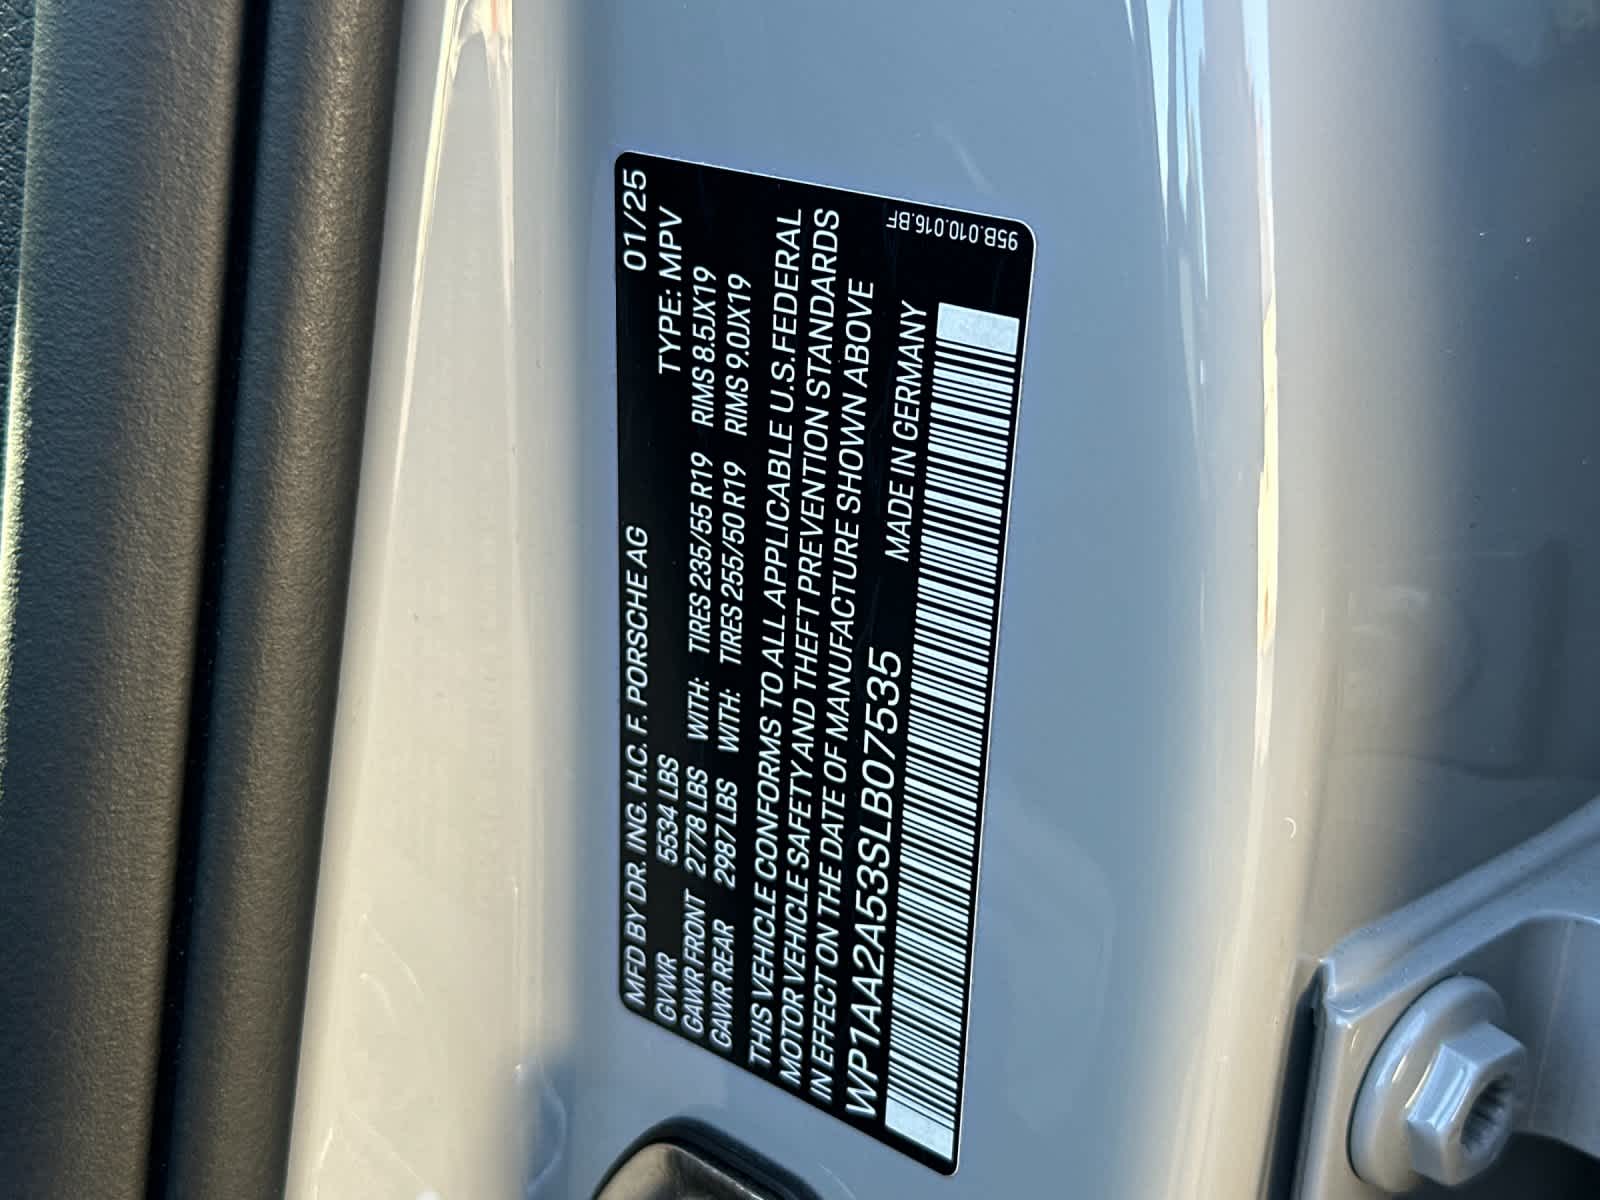 MFD BY DR. ING. H.C. F. PORSCHE AG 01/25
GVWR 5534 LBS TYPE: MPV
GAWR FRONT 2778 LBS WITH: TIRES 235/55 R19 RIMS 8.5JX19
GAWR REAR 2987 LBS WITH: TIRES 255/50 R19 RIMS 9.0JX19
THIS VEHICLE CONFORMS TO ALL APPLICABLE U.S.FEDERAL
MOTOR VEHICLE SAFETY AND THEFT PREVENTION STANDARDS
IN EFFECT ON THE DATE OF MANUFACTURE SHOWN ABOVE
WP1AA2A53SLB07535 MADE IN GERMANY
95B.010.016.BF